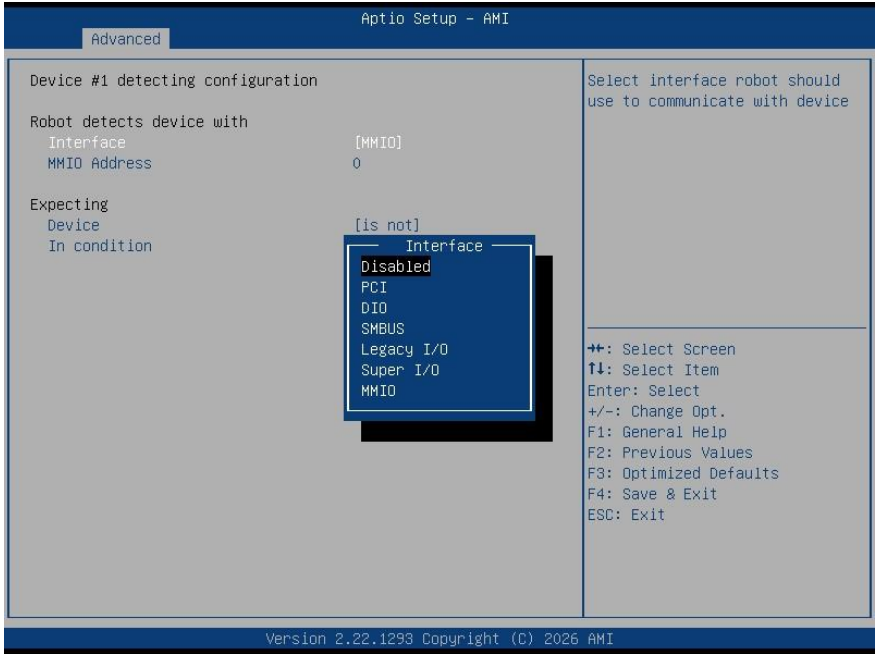 Aptio Setup – AMI
Advanced
Device #1 detecting configuration
Robot detects device with
Interface [MMIO]
MMIO Address 0
Expecting
Device [is not]
In condition
Interface
Disabled
PCI
DIO
SMBUS
Legacy I/O
Super I/O
MMIO
Select interface robot should
use to communicate with device
→←: Select Screen
↑↓: Select Item
Enter: Select
+/-: Change Opt.
F1: General Help
F2: Previous Values
F3: Optimized Defaults
F4: Save & Exit
ESC: Exit
Version 2.22.1293 Copyright (C) 2026 AMI